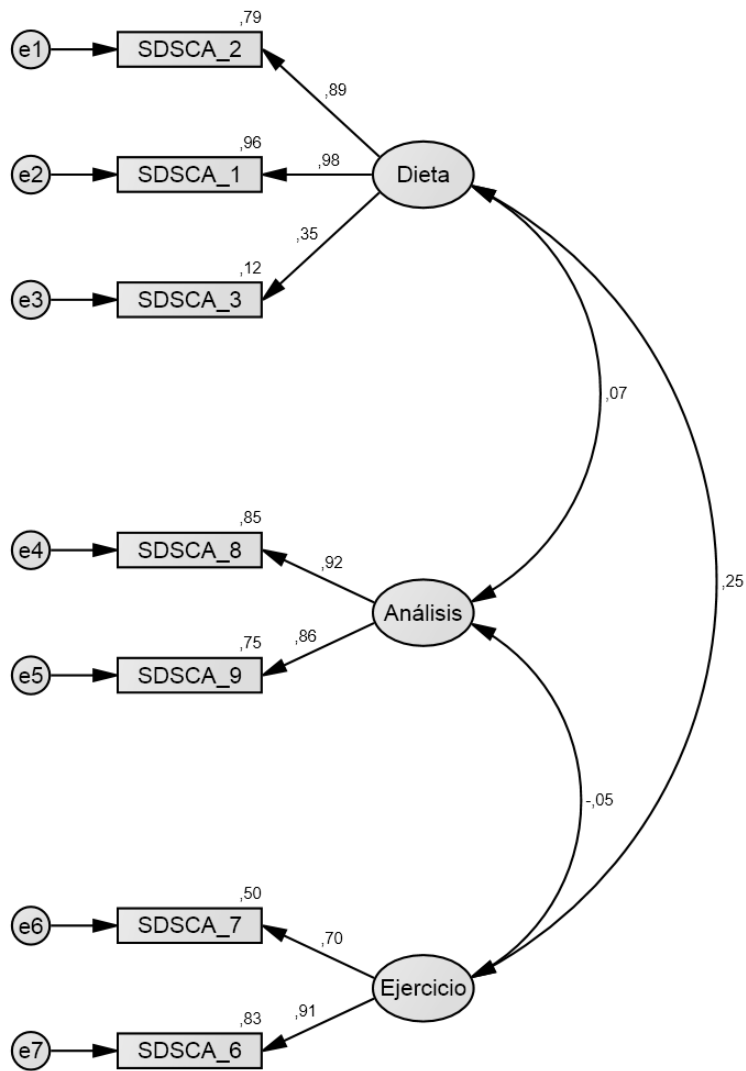 ,79
e1 SDSCA_2
,89
,96
e2 SDSCA_1 ,98 Dieta
,35
,12
e3 SDSCA_3
,07
,85
e4 SDSCA_8
,92
,25
Análisis
,86
,75
e5 SDSCA_9
-,05
,50
e6 SDSCA_7
,70
Ejercicio
,91
,83
e7 SDSCA_6